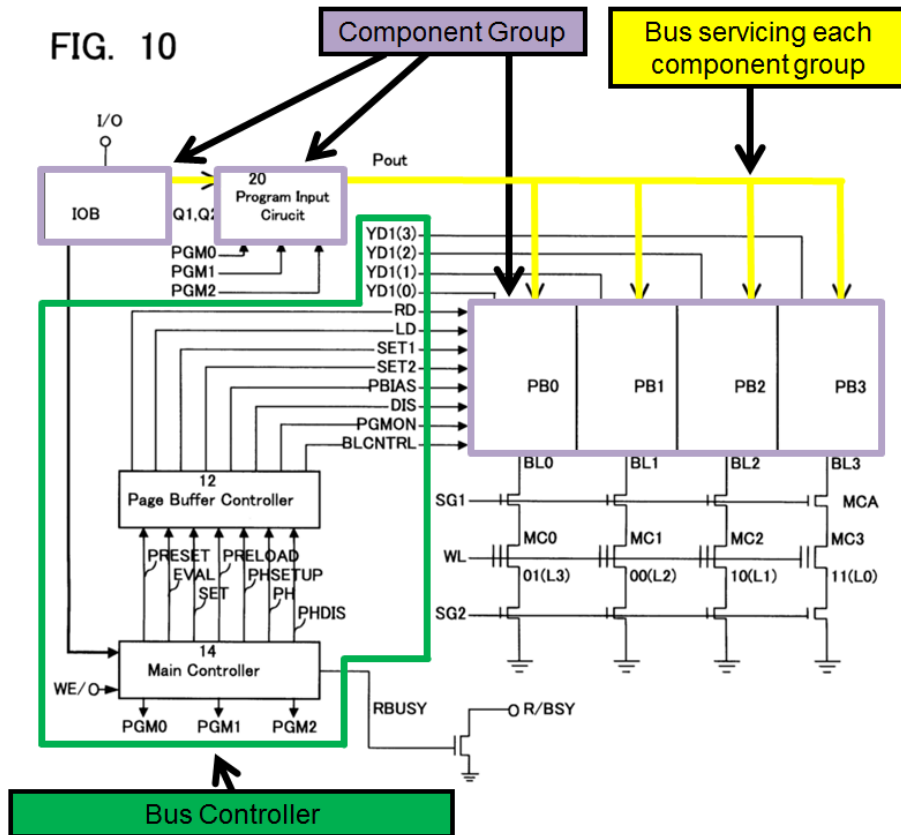 FIG. 10
Component Group
Bus servicing each
component group
I/O
Pout
IOB
20
Program Input
Cirucit
Q1,Q2
PGM0
PGM1
PGM2
YD1(3)
YD1(2)
YD1(1)
YD1(0)
RD
LD
SET1
SET2
PBIAS
DIS
PGMON
BLCNTRL
PB0
PB1
PB2
PB3
BL0
BL1
BL2
BL3
12
Page Buffer Controller
SG1
MCA
MC0
MC1
MC2
MC3
WL
01(L3)
00(L2)
10(L1)
11(L0)
SG2
PRESET
PRELOAD
EVAL
PHSETUP
SET
PH
PHDIS
14
Main Controller
WE/
RBUSY
R/BSY
PGM0
PGM1
PGM2
Bus Controller